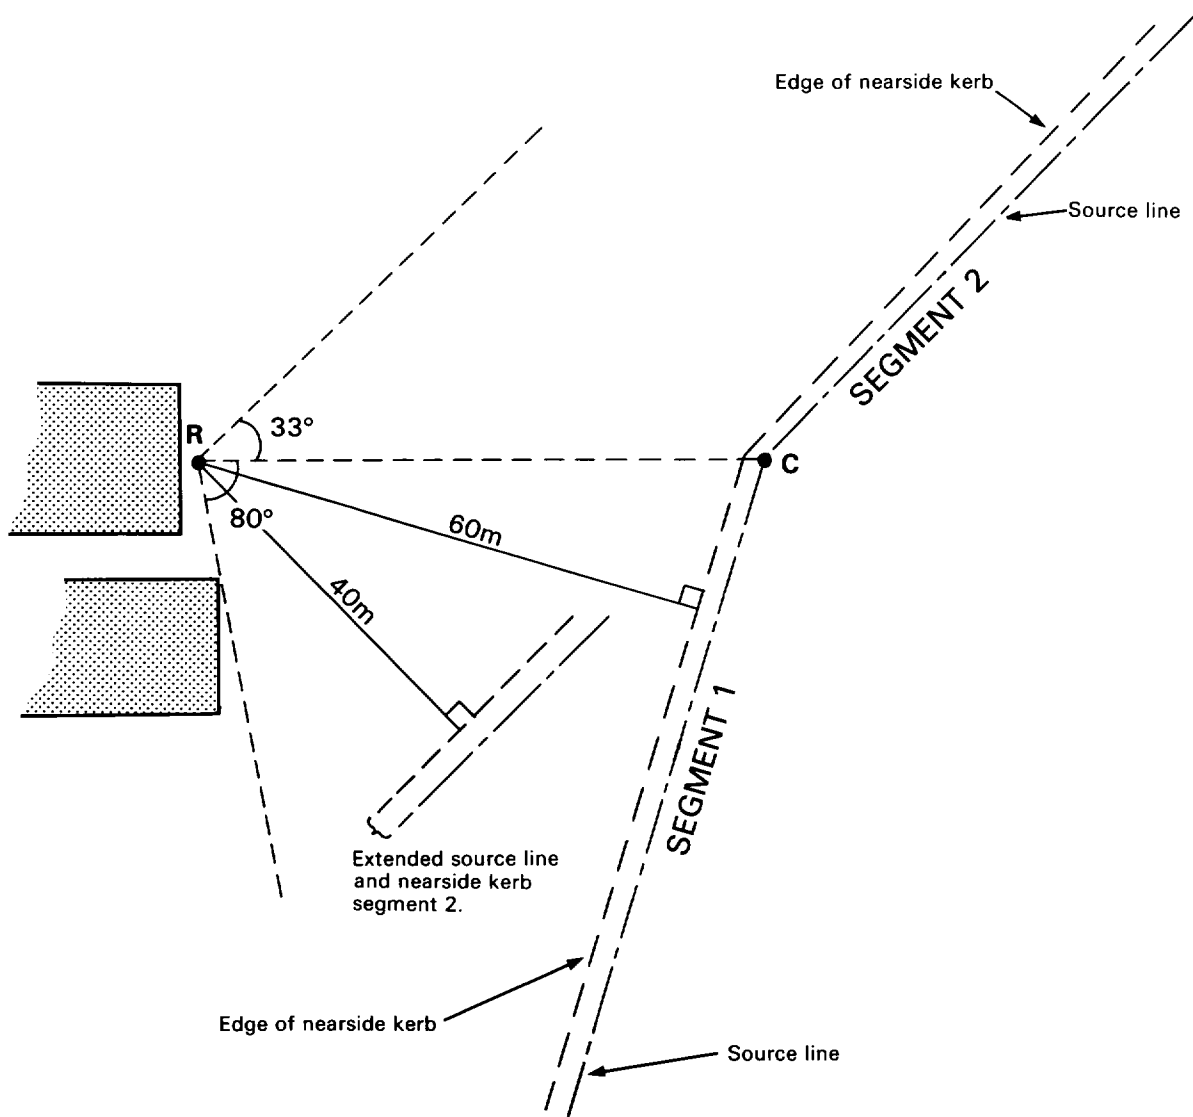 Edge of nearside kerb
Source line
SEGMENT 2
R
33°
C
80°
60m
40m
SEGMENT 1
Extended source line
and nearside kerb
segment 2.
Edge of nearside kerb
Source line